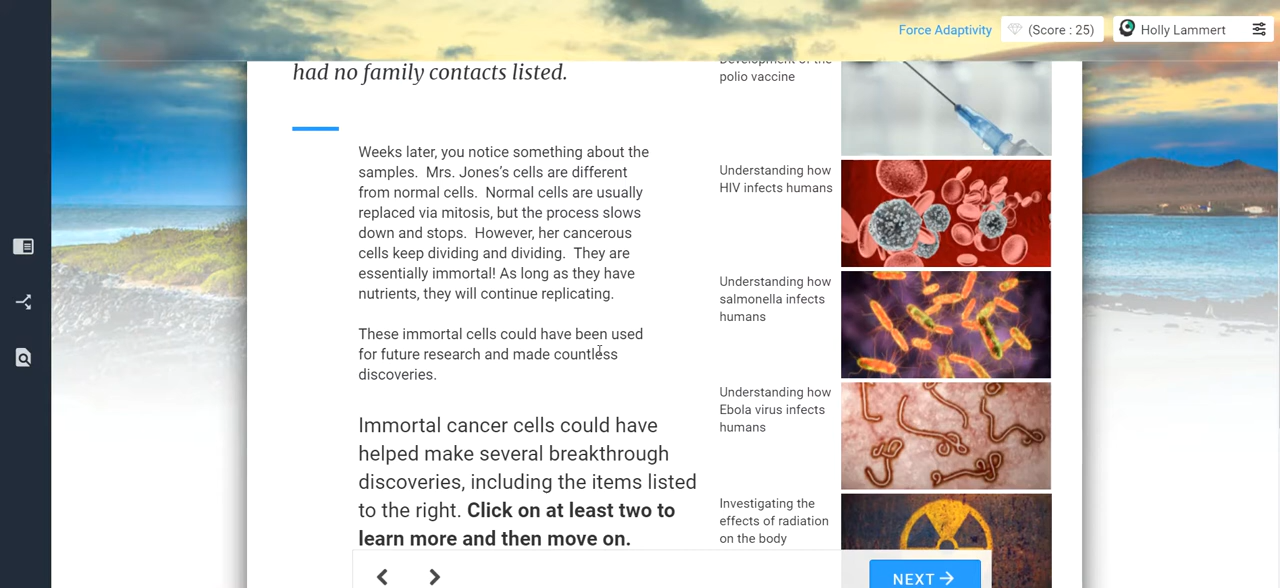 Force Adaptivity
(Score : 25)
Holly Lammert
had no family contacts listed.
Weeks later, you notice something about the
samples.  Mrs. Jones’s cells are different
from normal cells.  Normal cells are usually
replaced via mitosis, but the process slows
down and stops.  However, her cancerous
cells keep dividing and dividing.  They are
essentially immortal! As long as they have
nutrients, they will continue replicating.
These immortal cells could have been used
for future research and made countless
discoveries.
Immortal cancer cells could have
helped make several breakthrough
discoveries, including the items listed
to the right. Click on at least two to
learn more and then move on.
Development of the
polio vaccine
Understanding how
HIV infects humans
Understanding how
salmonella infects
humans
Understanding how
Ebola virus infects
humans
Investigating the
effects of radiation
on the body
NEXT